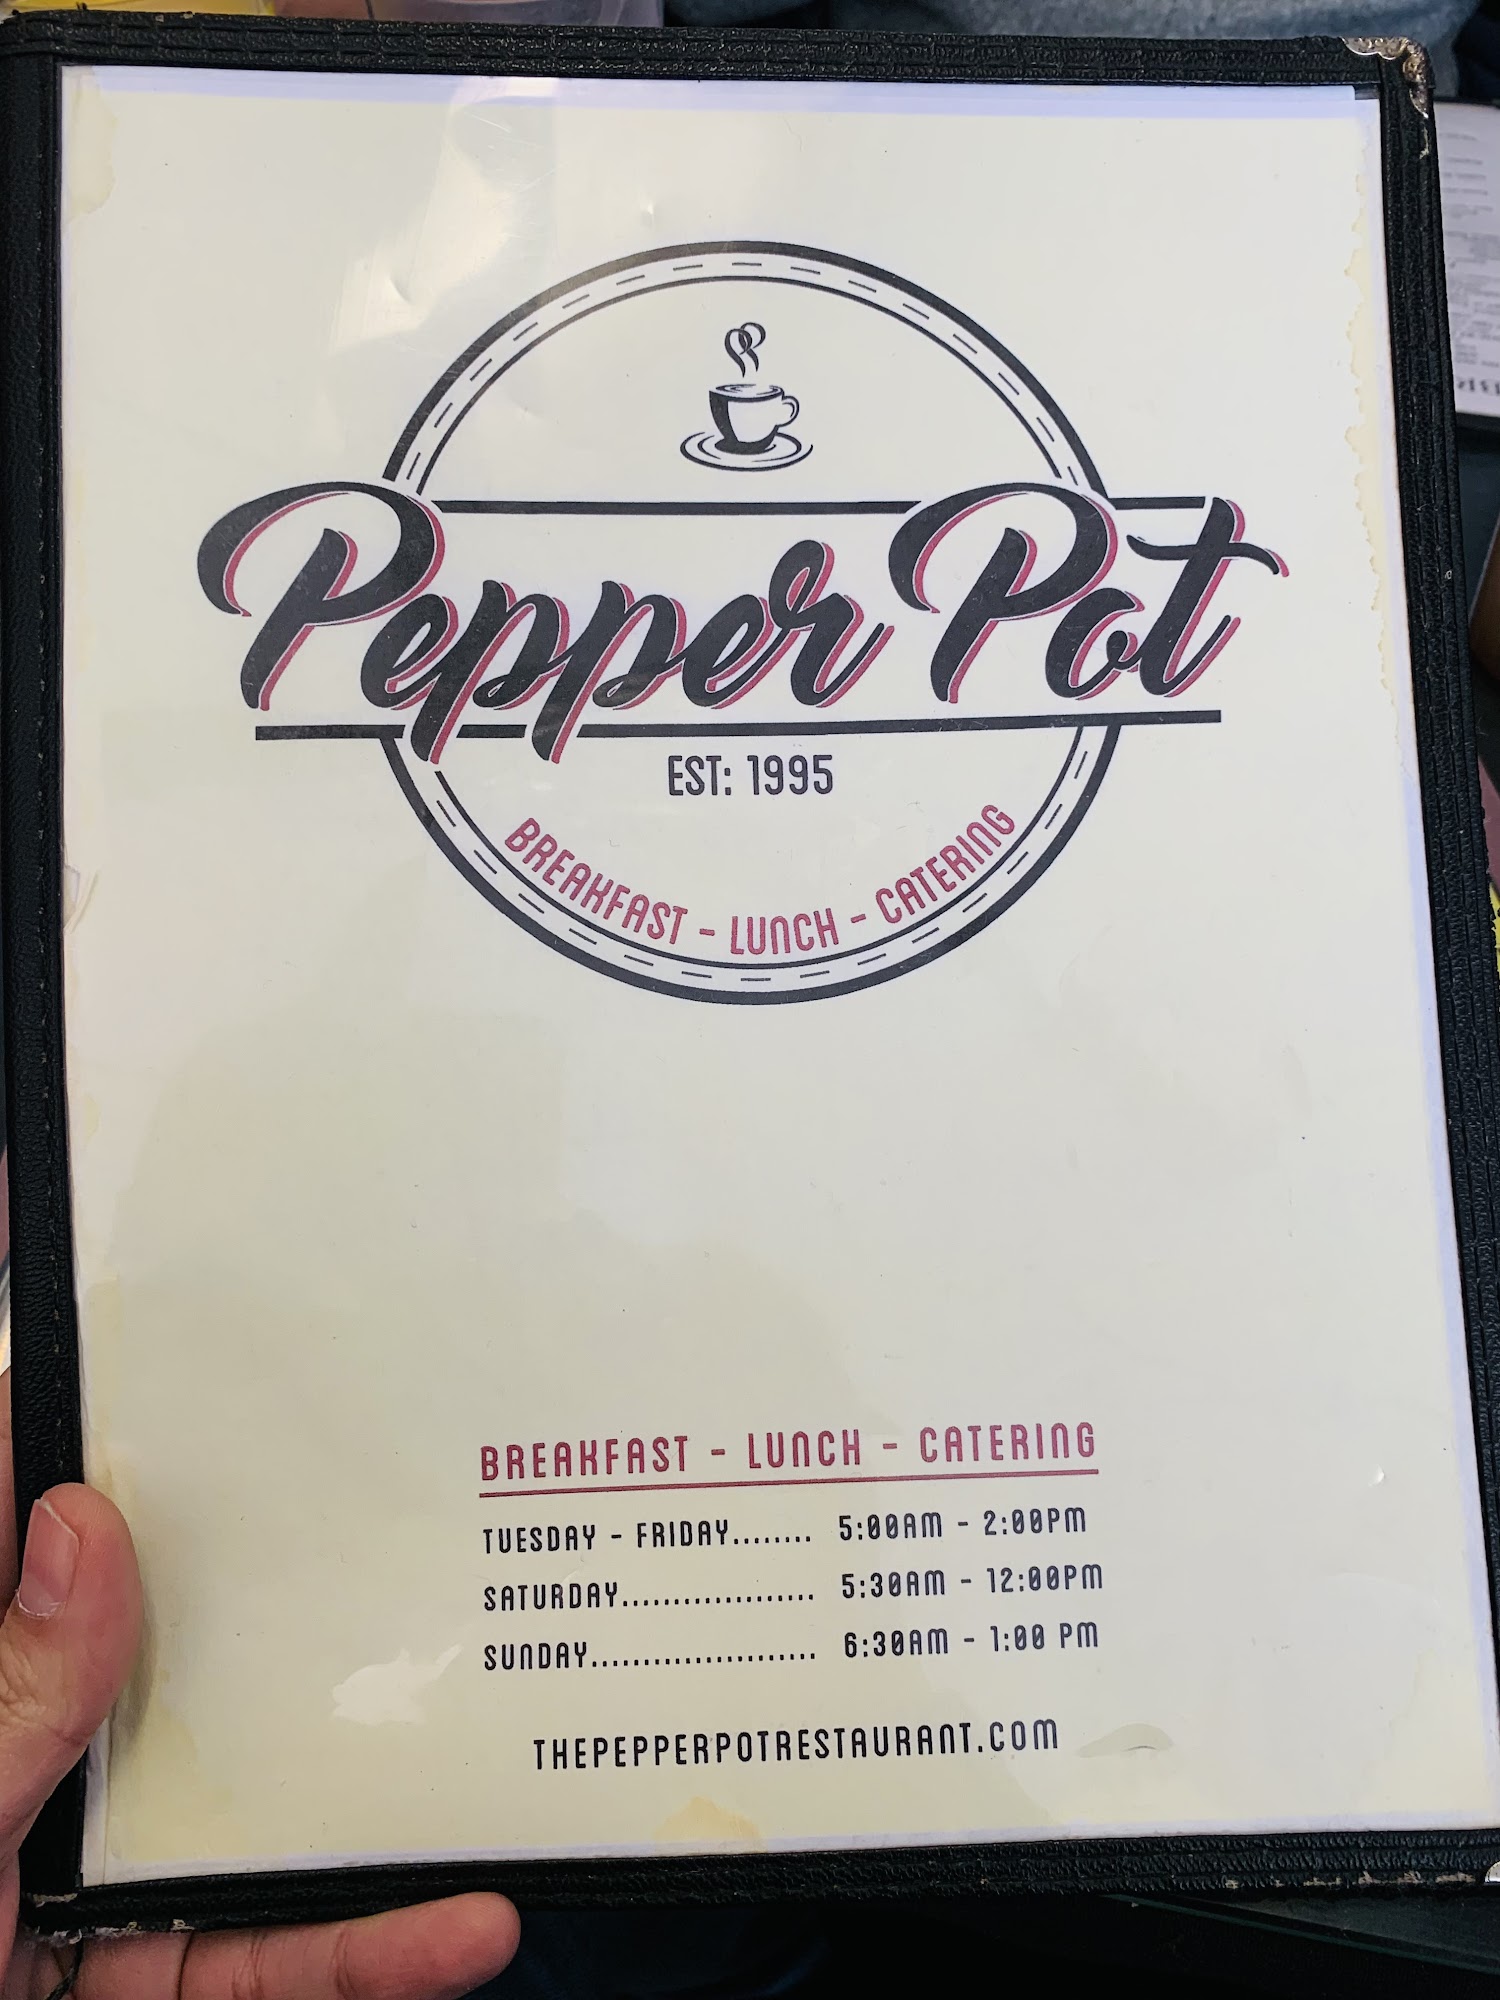 Pepper Pot
EST: 1995
BREAKFAST - LUNCH - CATERING
BREAKFAST - LUNCH - CATERING
TUESDAY - FRIDAY........ 5:00AM - 2:00PM
SATURDAY................... 5:30AM - 12:00PM
SUNDAY...................... 6:30AM - 1:00 PM
THEPEPPERPOTRESTAURANT.COM